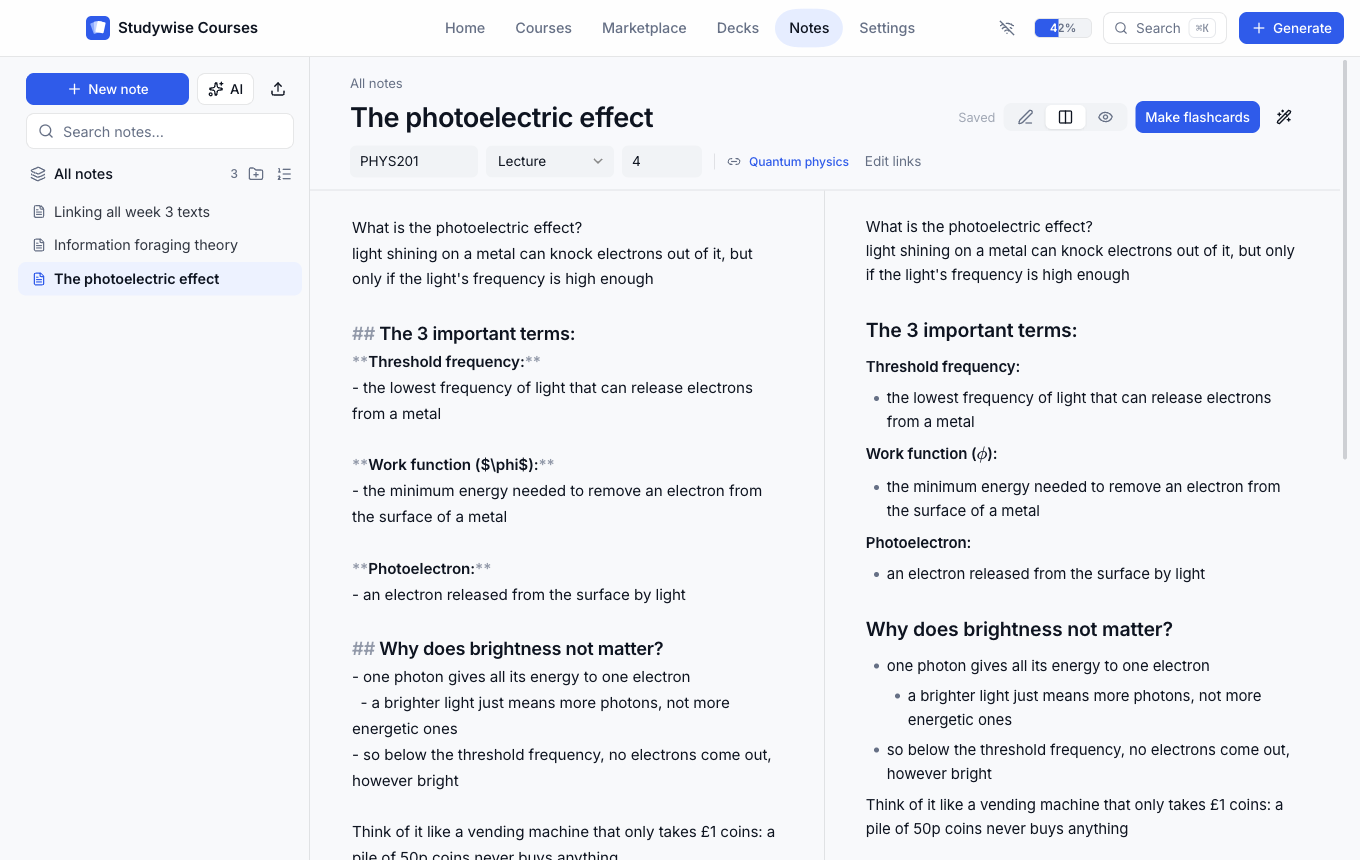 Studywise Courses
Home
Courses
Marketplace
Decks
Notes
Settings
42%
Search
⌘K
Generate
New note
AI
Search notes...
All notes
3
Linking all week 3 texts
Information foraging theory
The photoelectric effect
All notes
The photoelectric effect
Saved
Make flashcards
PHYS201
Lecture
4
Quantum physics
Edit links
What is the photoelectric effect?
light shining on a metal can knock electrons out of it, but
only if the light's frequency is high enough
## The 3 important terms:
**Threshold frequency:**
- the lowest frequency of light that can release electrons
from a metal
**Work function ($\phi$):**
- the minimum energy needed to remove an electron from
the surface of a metal
**Photoelectron:**
- an electron released from the surface by light
## Why does brightness not matter?
- one photon gives all its energy to one electron
- a brighter light just means more photons, not more
energetic ones
- so below the threshold frequency, no electrons come out,
however bright
Think of it like a vending machine that only takes £1 coins: a
pile of 50p coins never buys anything
What is the photoelectric effect?
light shining on a metal can knock electrons out of it, but only
if the light's frequency is high enough
The 3 important terms:
Threshold frequency:
• the lowest frequency of light that can release electrons
from a metal
Work function (ϕ):
• the minimum energy needed to remove an electron from
the surface of a metal
Photoelectron:
• an electron released from the surface by light
Why does brightness not matter?
• one photon gives all its energy to one electron
• a brighter light just means more photons, not more
energetic ones
• so below the threshold frequency, no electrons come out,
however bright
Think of it like a vending machine that only takes £1 coins: a
pile of 50p coins never buys anything